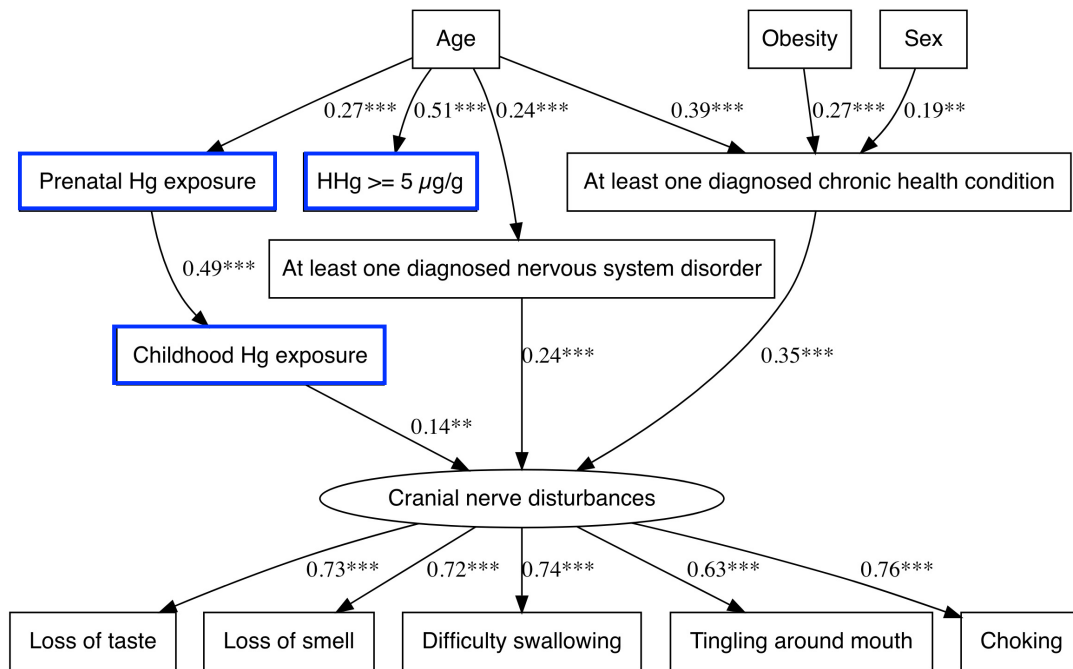 Age
Obesity
Sex
0.27***
0.51***
0.24***
0.39***
0.27***
0.19**
Prenatal Hg exposure
HHg >= 5 µg/g
At least one diagnosed chronic health condition
0.49***
At least one diagnosed nervous system disorder
Childhood Hg exposure
0.24***
0.35***
0.14**
Cranial nerve disturbances
0.73***
0.72***
0.74***
0.63***
0.76***
Loss of taste
Loss of smell
Difficulty swallowing
Tingling around mouth
Choking